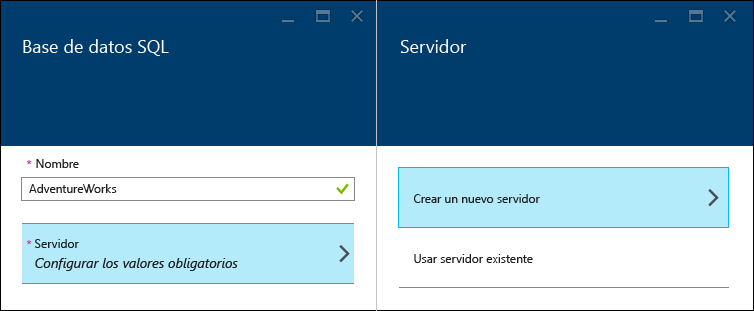 Base de datos SQL
* Nombre
AdventureWorks
* Servidor
Configurar los valores obligatorios
Servidor
Crear un nuevo servidor
Usar servidor existente